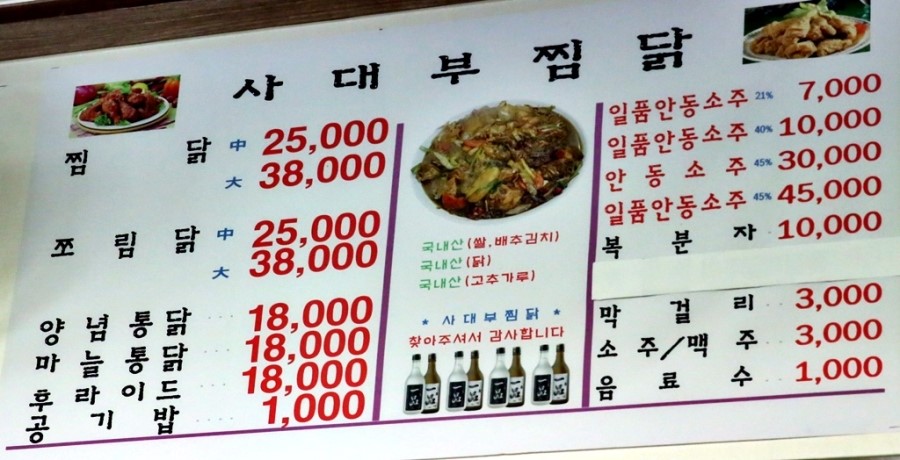 사대부찜닭
찜닭 中 25,000
大 38,000
쪼림닭 中 25,000
大 38,000
양념통닭 ···· 18,000
마늘통닭 ···· 18,000
후라이드 ···· 18,000
공기밥 ···· 1,000
국내산(쌀,배추김치)
국내산(닭)
국내산(고추가루)
* 사대부찜닭 *
찾아주셔서 감사합니다
일품안동소주 21% 7,000
일품안동소주 40% 10,000
안동소주 45% 30,000
일품안동소주 45% 45,000
복분자 ·· 10,000
막걸리 ·· 3,000
소주/맥주 ·· 3,000
음료수 ·· 1,000